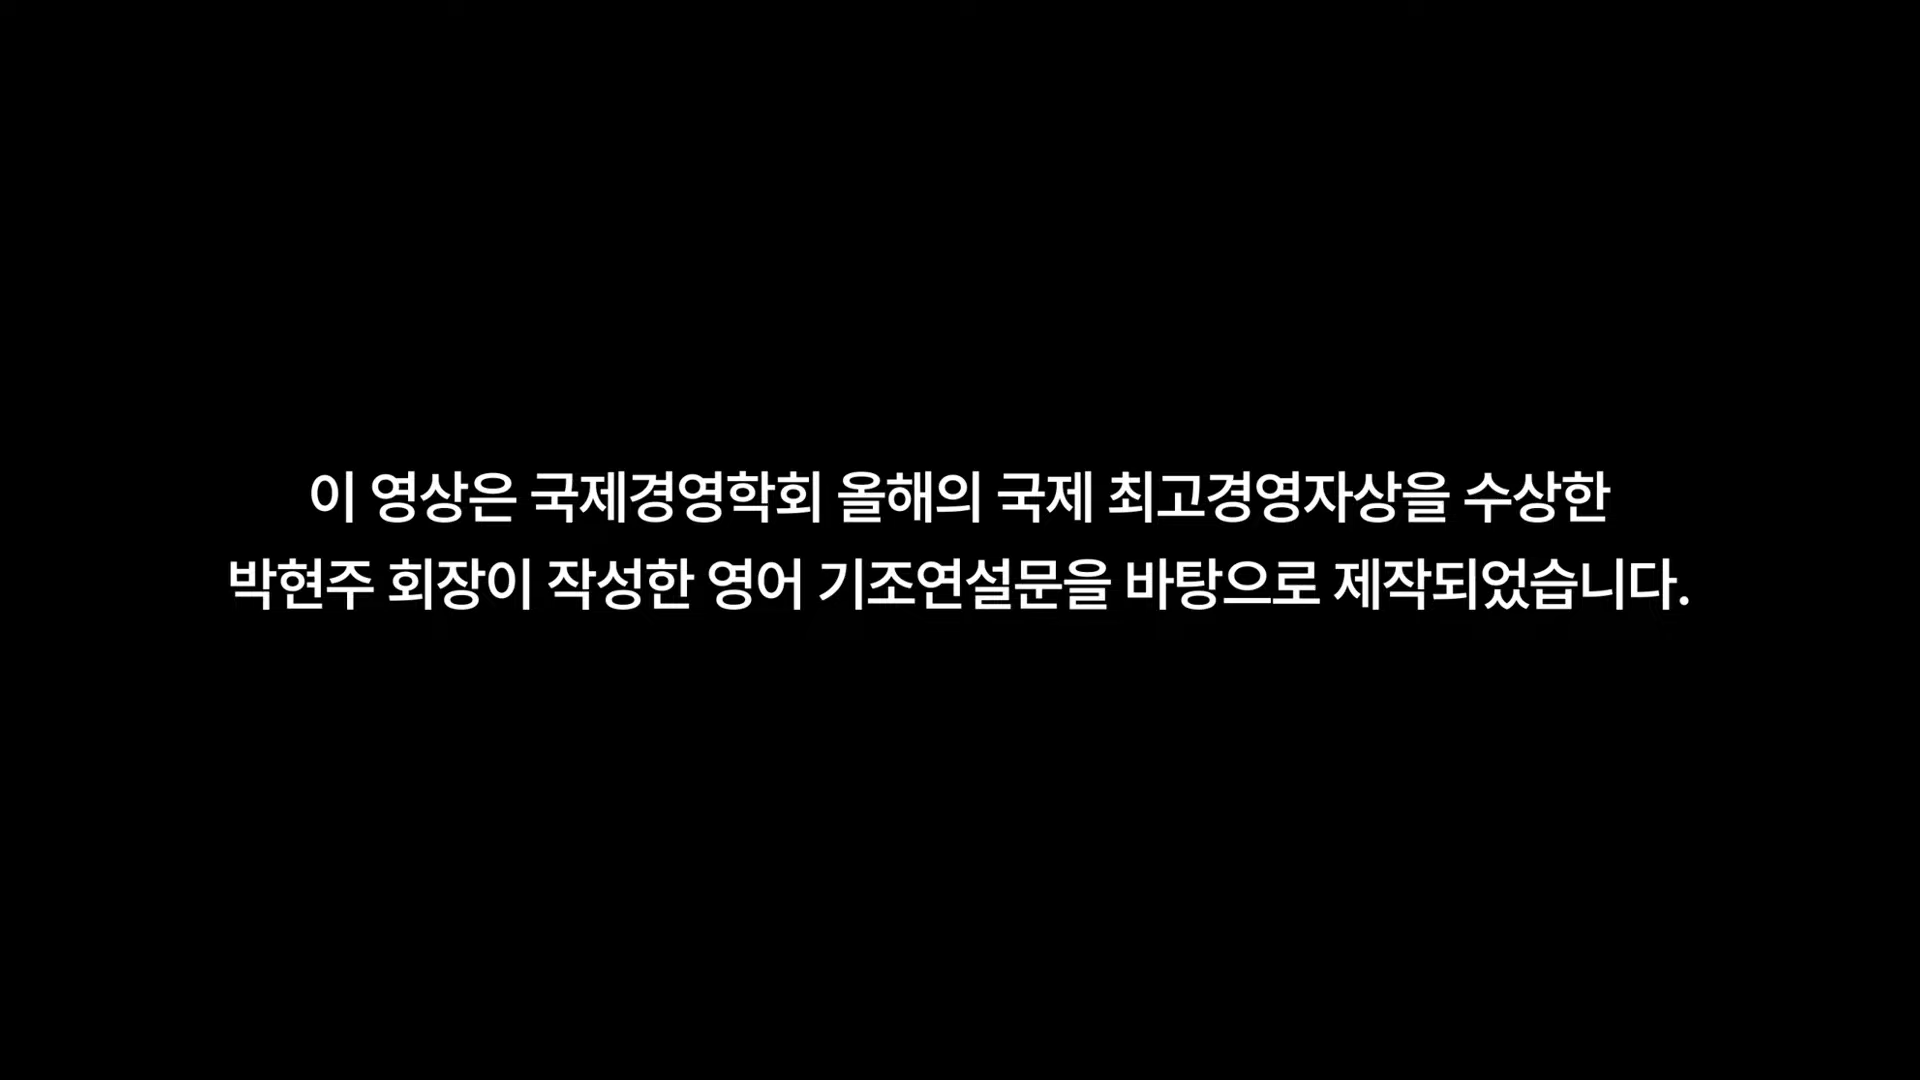 이 영상은 국제경영학회 올해의 국제 최고경영자상을 수상한
박현주 회장이 작성한 영어 기조연설문을 바탕으로 제작되었습니다.